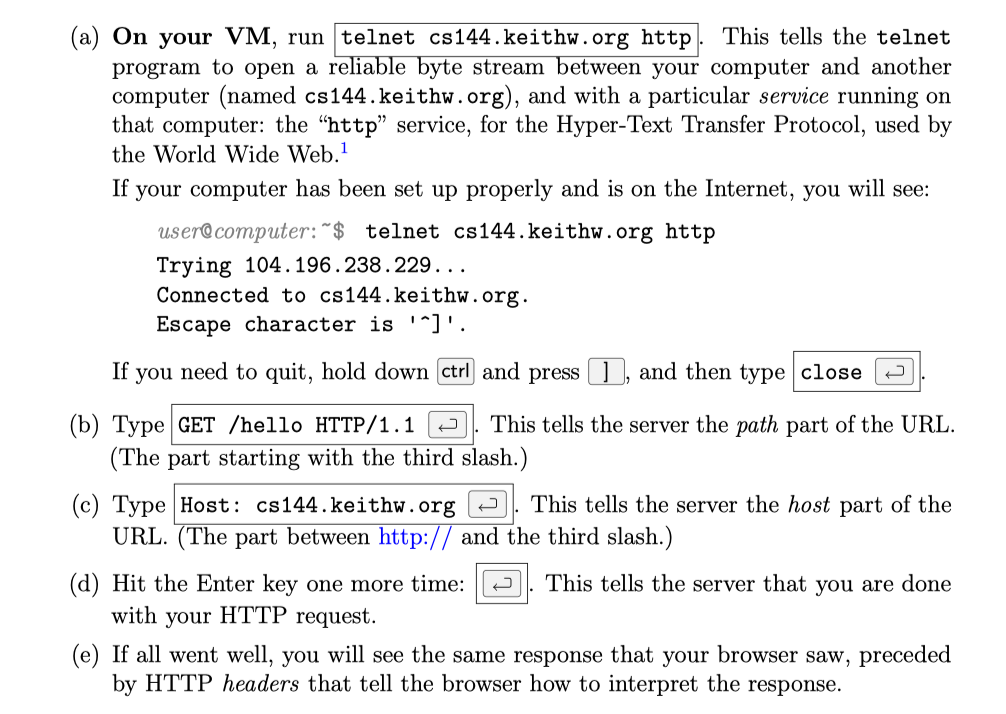 (a) On your VM, run telnet cs144.keithw.org http. This tells the telnet
program to open a reliable byte stream between your computer and another
computer (named cs144.keithw.org), and with a particular service running on
that computer: the “http” service, for the Hyper-Text Transfer Protocol, used by
the World Wide Web.1
If your computer has been set up properly and is on the Internet, you will see:
user@computer:~$ telnet cs144.keithw.org http
Trying 104.196.238.229...
Connected to cs144.keithw.org.
Escape character is '^]'.
If you need to quit, hold down ctrl and press ], and then type close ↵.
(b) Type GET /hello HTTP/1.1 ↵. This tells the server the path part of the URL.
(The part starting with the third slash.)
(c) Type Host: cs144.keithw.org ↵. This tells the server the host part of the
URL. (The part between http:// and the third slash.)
(d) Hit the Enter key one more time: ↵. This tells the server that you are done
with your HTTP request.
(e) If all went well, you will see the same response that your browser saw, preceded
by HTTP headers that tell the browser how to interpret the response.